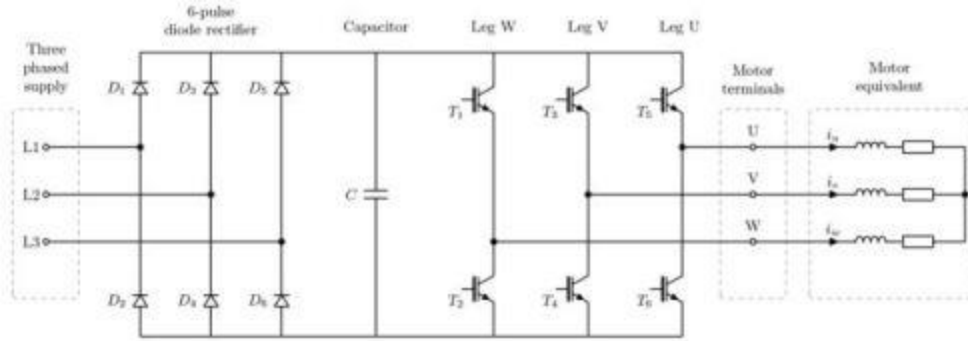 6-pulse
diode rectifier
Capacitor
Leg W
Leg V
Leg U
Three
phased
supply
Motor
terminals
Motor
equivalent
D1
D3
D5
T1
T3
T5
L1
U
L2
C
V
L3
W
D2
D4
D6
T2
T4
T6
iu
iw